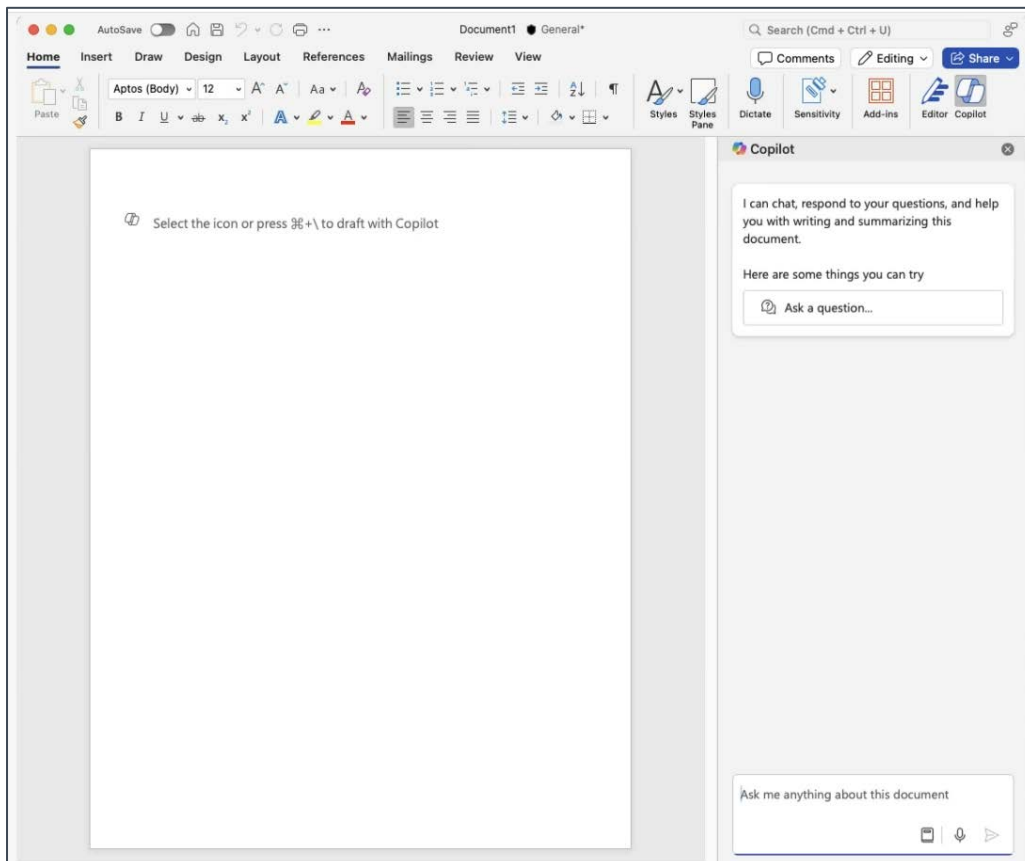 AutoSave
Document1 General*
Search (Cmd + Ctrl + U)
Home Insert Draw Design Layout References Mailings Review View
Comments Editing Share
Paste
Aptos (Body) 12 A^ A˅ Aa A
B I U ab x₂ x² A A
Styles
Styles Pane
Dictate
Sensitivity
Add-ins
Editor Copilot
Select the icon or press ⌘+\ to draft with Copilot
Copilot
I can chat, respond to your questions, and help
you with writing and summarizing this
document.
Here are some things you can try
Ask a question...
Ask me anything about this document